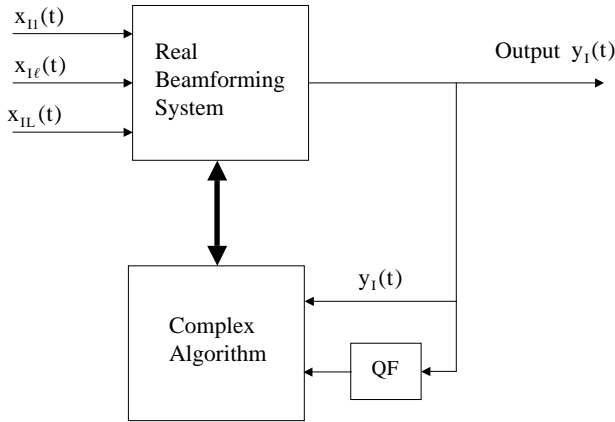 x_{I1}(t)
x_{Iℓ}(t)
x_{IL}(t)
Real
Beamforming
System
Output y_I(t)
y_I(t)
Complex
Algorithm
QF